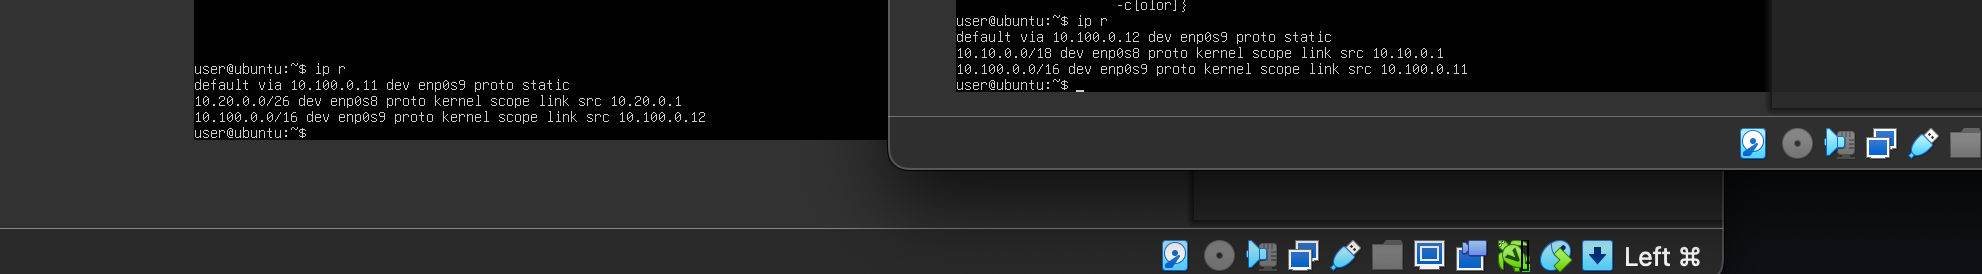 user@ubuntu:~$ ip r
default via 10.100.0.11 dev enp0s9 proto static
10.20.0.0/26 dev enp0s8 proto kernel scope link src 10.20.0.1
10.100.0.0/16 dev enp0s9 proto kernel scope link src 10.100.0.12
user@ubuntu:~$
-c[olor]}
user@ubuntu:~$ ip r
default via 10.100.0.12 dev enp0s9 proto static
10.10.0.0/18 dev enp0s8 proto kernel scope link src 10.10.0.1
10.100.0.0/16 dev enp0s9 proto kernel scope link src 10.100.0.11
user@ubuntu:~$ _
Left ⌘